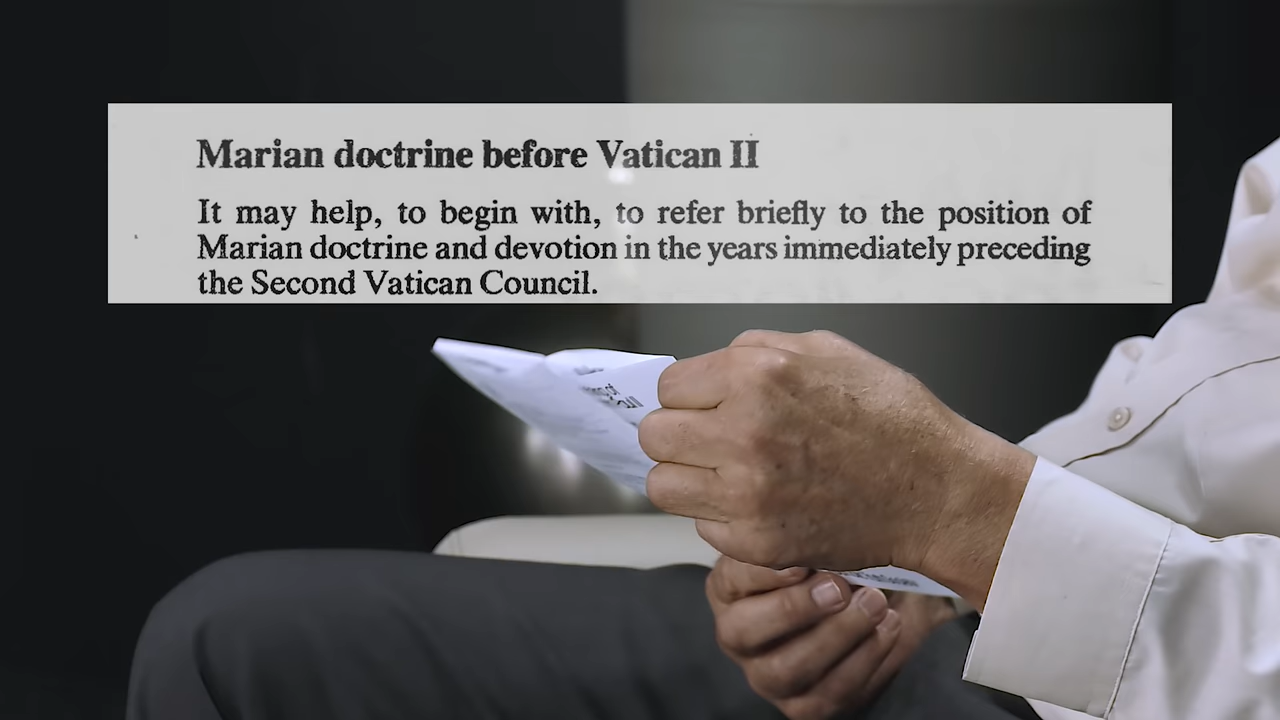 Marian doctrine before Vatican II
It may help, to begin with, to refer briefly to the position of
Marian doctrine and devotion in the years immediately preceding
the Second Vatican Council.